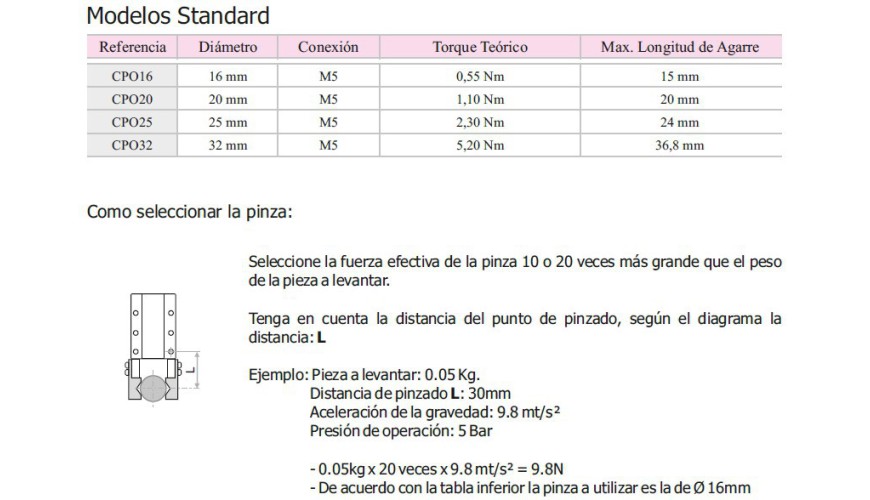 Modelos Standard
Referencia Diámetro Conexión Torque Teórico Max. Longitud de Agarre
CPO16 16 mm M5 0,55 Nm 15 mm
CPO20 20 mm M5 1,10 Nm 20 mm
CPO25 25 mm M5 2,30 Nm 24 mm
CPO32 32 mm M5 5,20 Nm 36,8 mm
Como seleccionar la pinza:
Seleccione la fuerza efectiva de la pinza 10 o 20 veces más grande que el peso
de la pieza a levantar.
Tenga en cuenta la distancia del punto de pinzado, según el diagrama la
distancia: L
L
Ejemplo: Pieza a levantar: 0.05 Kg.
Distancia de pinzado L: 30mm
Aceleración de la gravedad: 9.8 mt/s²
Presión de operación: 5 Bar
- 0.05kg x 20 veces x 9.8 mt/s² = 9.8N
- De acuerdo con la tabla inferior la pinza a utilizar es la de Ø 16mm